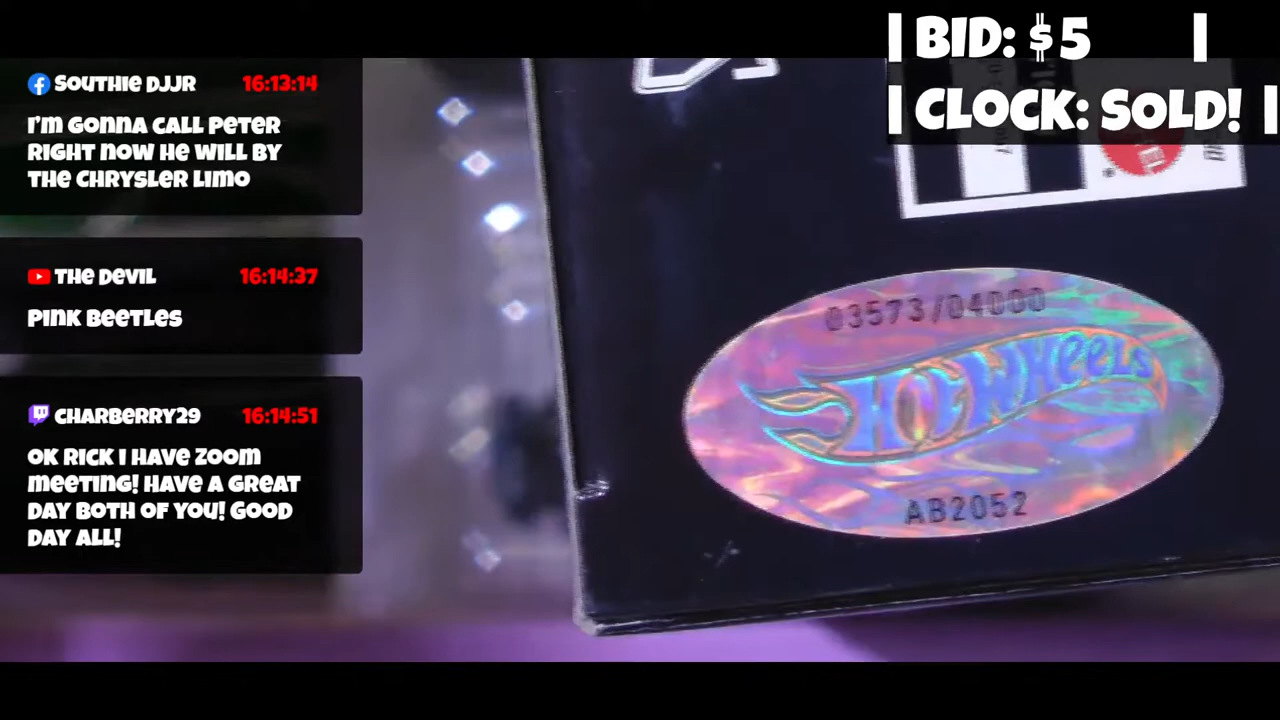 | BID: $5 |
| CLOCK: SOLD! |
SOUTHIE DJJR 16:13:14
I'M GONNA CALL PETER
RIGHT NOW HE WILL BY
THE CHRYSLER LIMO
THE DEVIL 16:14:37
PINK BEETLES
CHARBERRY29 16:14:51
OK RICK I HAVE ZOOM
MEETING! HAVE A GREAT
DAY BOTH OF YOU! GOOD
DAY ALL!
03573/04000
HOT WHEELS
AB2052